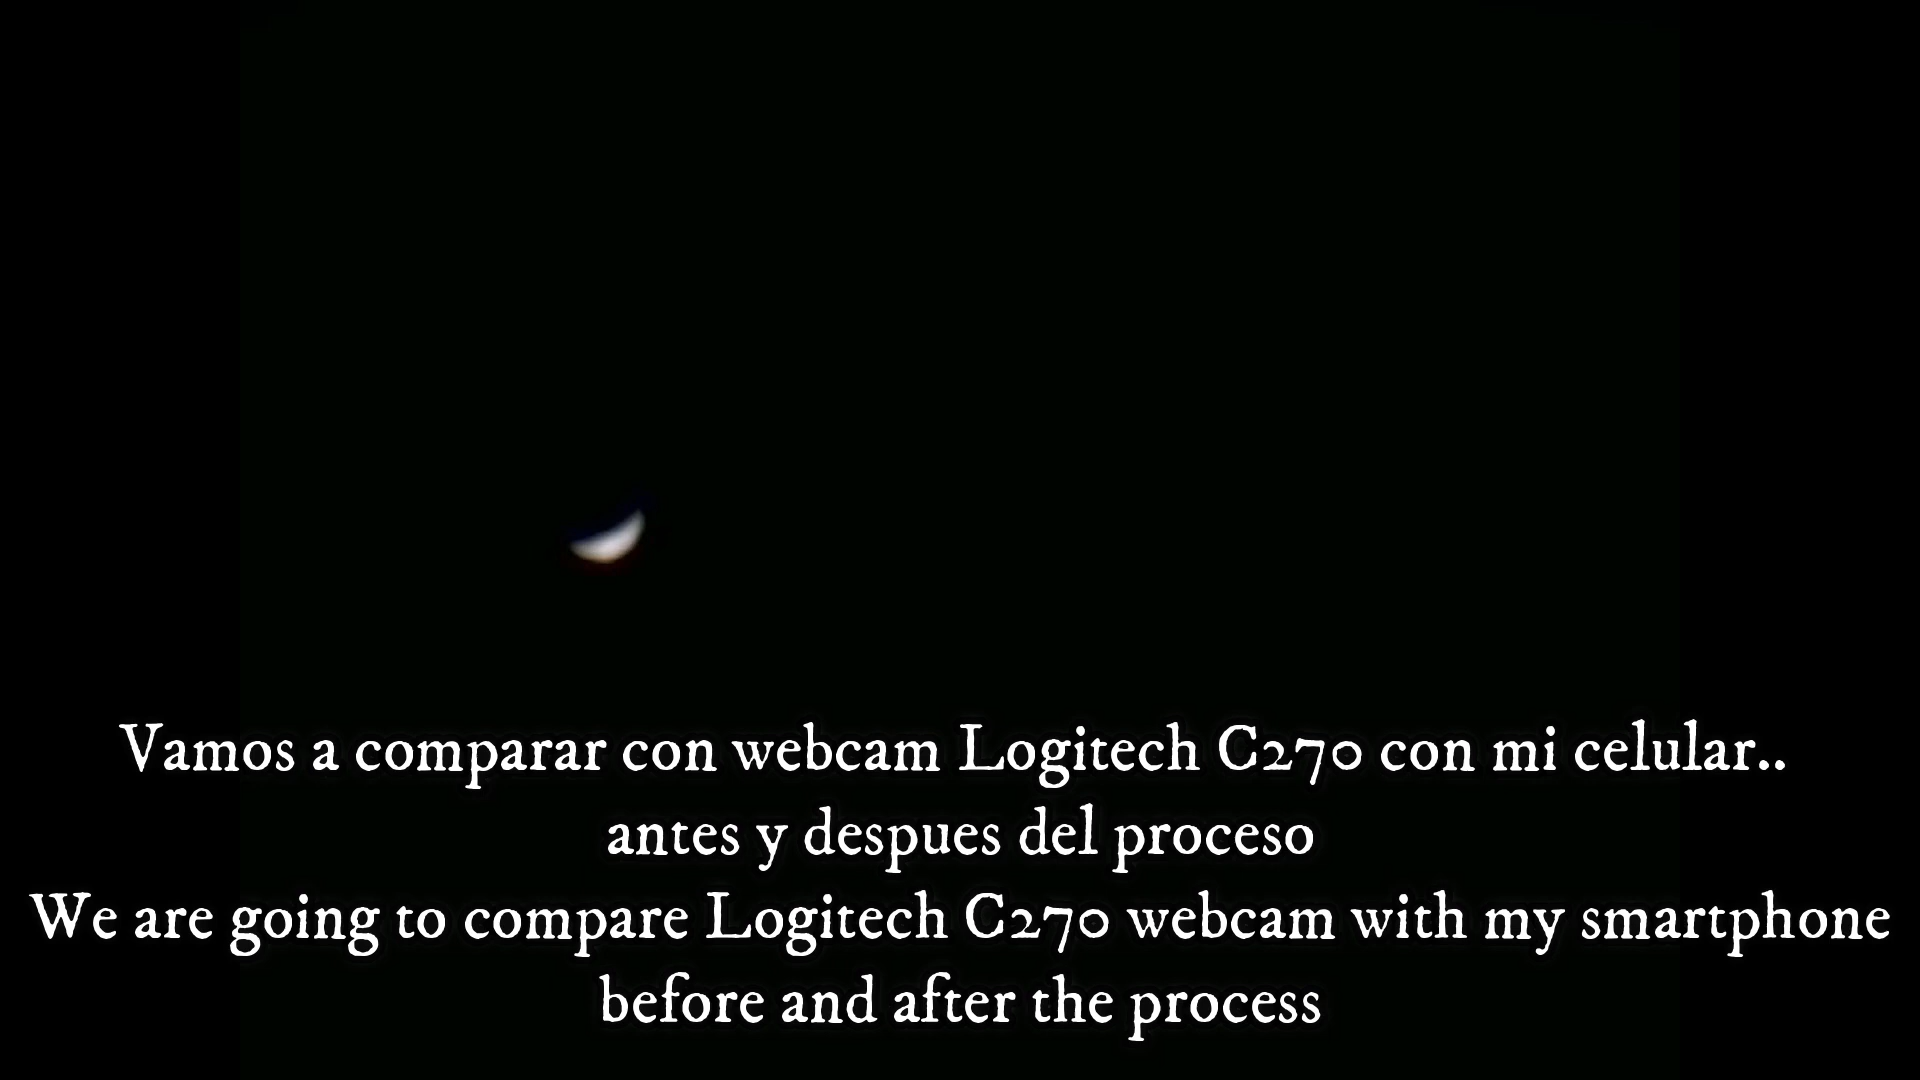 Vamos a comparar con webcam Logitech C270 con mi celular..
antes y despues del proceso
We are going to compare Logitech C270 webcam with my smartphone
before and after the process